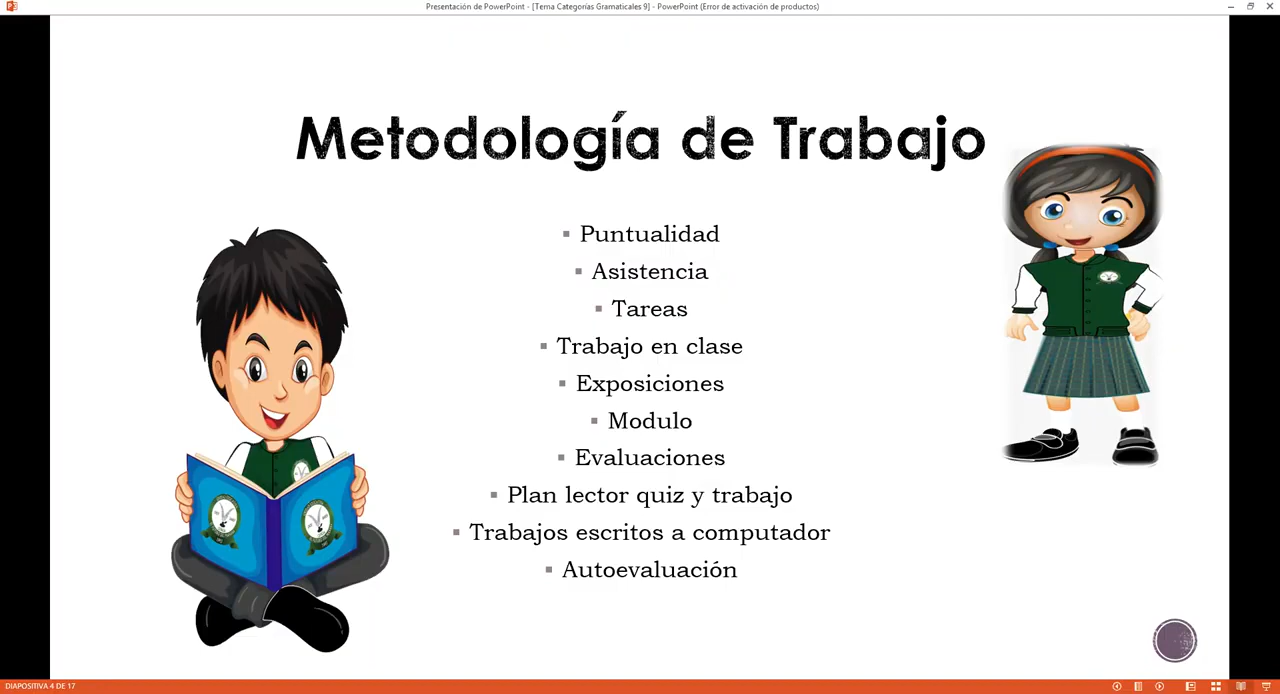 Presentación de PowerPoint - [Tema Categorías Gramaticales 9] - PowerPoint (Error de activación de productos)
Metodología de Trabajo
▪ Puntualidad
▪ Asistencia
▪ Tareas
▪ Trabajo en clase
▪ Exposiciones
▪ Modulo
▪ Evaluaciones
▪ Plan lector quiz y trabajo
▪ Trabajos escritos a computador
▪ Autoevaluación
DIAPOSITIVA 4 DE 17